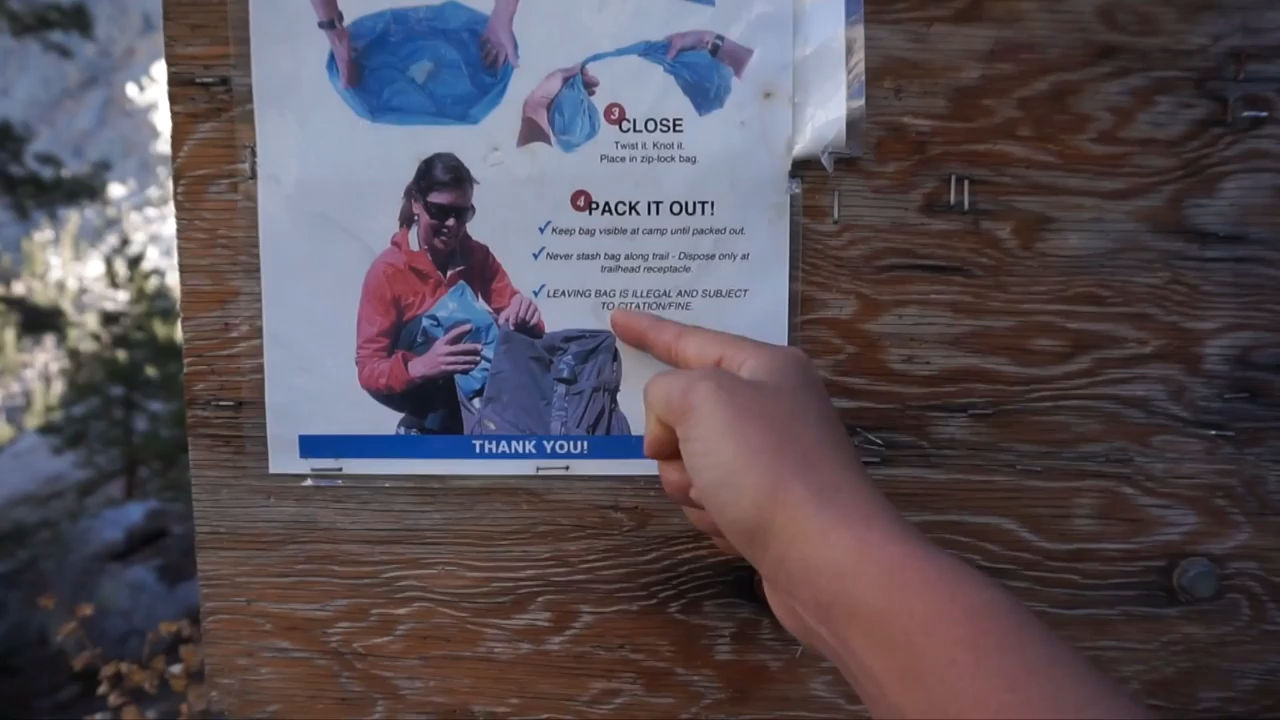 3
CLOSE
Twist it. Knot it.
Place in zip-lock bag.
4
PACK IT OUT!
Keep bag visible at camp until packed out.
Never stash bag along trail - Dispose only at
trailhead receptacle.
LEAVING BAG IS ILLEGAL AND SUBJECT
TO CITATION/FINE.
THANK YOU!